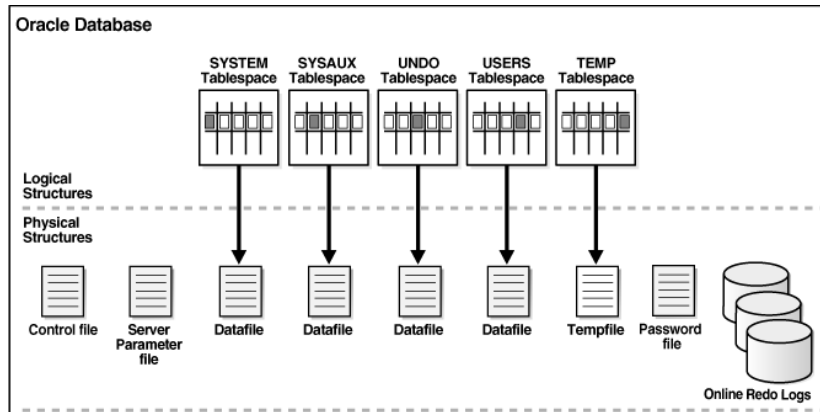 Oracle Database
SYSTEM
Tablespace
SYSAUX
Tablespace
UNDO
Tablespace
USERS
Tablespace
TEMP
Tablespace
Logical
Structures
Physical
Structures
Control file
Server
Parameter
file
Datafile
Datafile
Datafile
Datafile
Tempfile
Password
file
Online Redo Logs